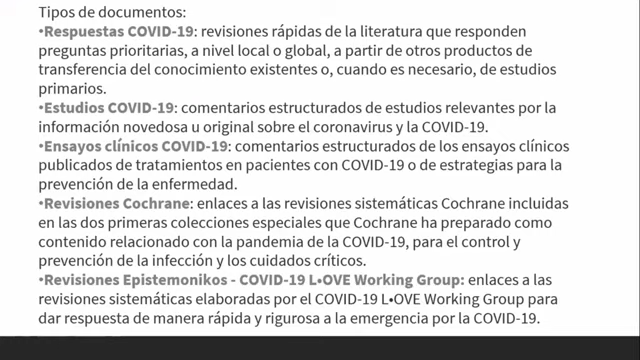 Tipos de documentos:
•Respuestas COVID-19: revisiones rápidas de la literatura que responden
preguntas prioritarias, a nivel local o global, a partir de otros productos de
transferencia del conocimiento existentes o, cuando es necesario, de estudios
primarios.
•Estudios COVID-19: comentarios estructurados de estudios relevantes por la
información novedosa u original sobre el coronavirus y la COVID-19.
•Ensayos clínicos COVID-19: comentarios estructurados de los ensayos clínicos
publicados de tratamientos en pacientes con COVID-19 o de estrategias para la
prevención de la enfermedad.
•Revisiones Cochrane: enlaces a las revisiones sistemáticas Cochrane incluidas
en las dos primeras colecciones especiales que Cochrane ha preparado como
contenido relacionado con la pandemia de la COVID-19, para el control y
prevención de la infección y los cuidados críticos.
•Revisiones Epistemonikos - COVID-19 L•OVE Working Group: enlaces a las
revisiones sistemáticas elaboradas por el COVID-19 L•OVE Working Group para
dar respuesta de manera rápida y rigurosa a la emergencia por la COVID-19.